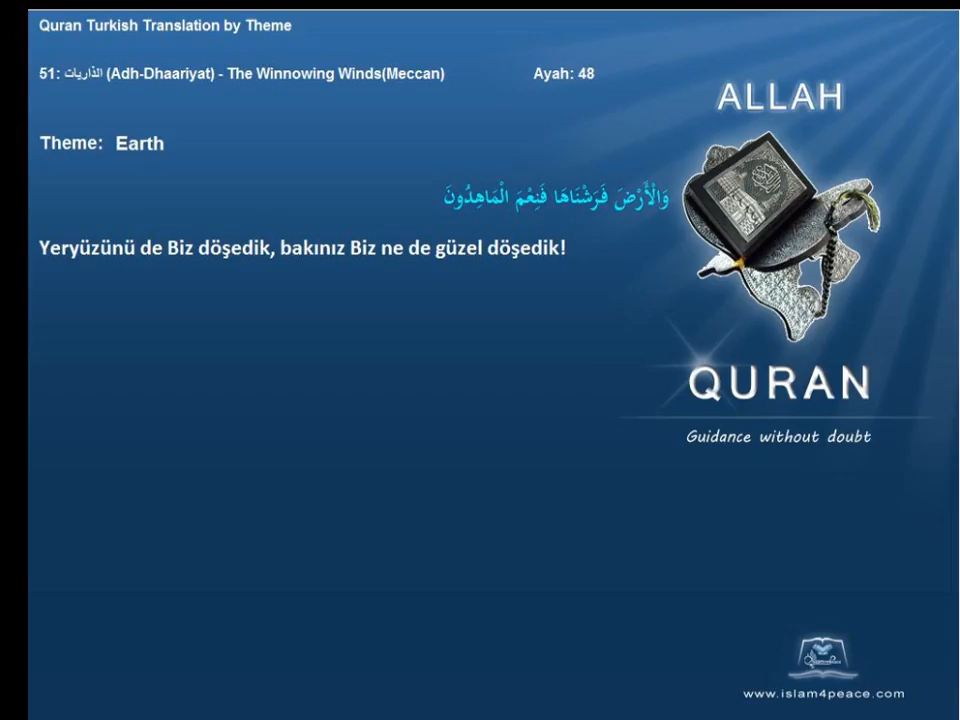 Quran Turkish Translation by Theme
51: الذاريات (Adh-Dhaariyat) - The Winnowing Winds(Meccan) Ayah: 48
ALLAH
Theme: Earth
وَالْأَرْضَ فَرَشْنَاهَا فَنِعْمَ الْمَاهِدُونَ
Yeryüzünü de Biz döşedik, bakınız Biz ne de güzel döşedik!
QURAN
Guidance without doubt
www.islam4peace.com